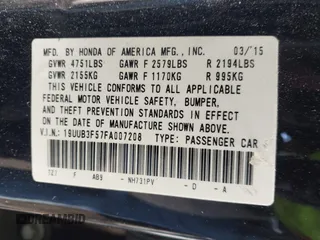 MFD. BY HONDA OF AMERICA MFG., INC. 03/15
GVWR 4751LBS GAWR F 2579LBS R 2194LBS
GVWR 2155KG GAWR F 1170KG R 995KG
THIS VEHICLE CONFORMS TO ALL APPLICABLE
FEDERAL MOTOR VEHICLE SAFETY, BUMPER,
AND THEFT PREVENTION STANDARDS IN EFFECT
ON THE DATE OF MANUFACTURE SHOWN ABOVE.
V.I.N.: 19UUB3F57FA007208 TYPE: PASSENGER CAR
127 F AB9 - NH731PV - D - A